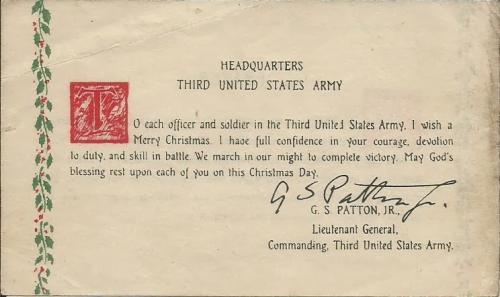 HEADQUARTERS
THIRD UNITED STATES ARMY
TO each officer and soldier in the Third United States Army, I wish a
Merry Christmas. I have full confidence in your courage, devotion
to duty, and skill in battle. We march in our might to complete victory. May God's
blessing rest upon each of you on this Christmas Day.
G S Patton Jr.
G. S. PATTON, JR.,
Lieutenant General,
Commanding, Third United States Army.